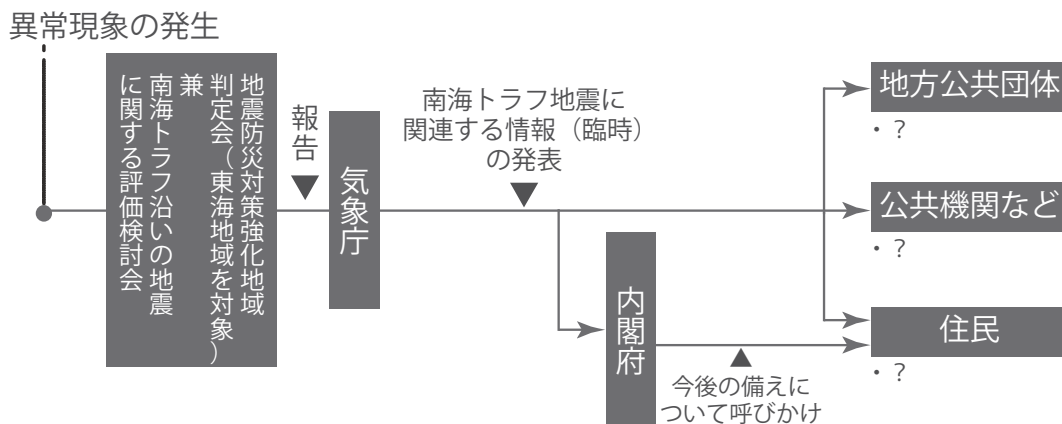 異常現象の発生
地震防災対策強化地域
判定会（東海地域を対象）
兼
南海トラフ沿いの地震
に関する評価検討会
報告
気象庁
南海トラフ地震に
関連する情報（臨時）
の発表
内閣府
今後の備えに
ついて呼びかけ
地方公共団体
・？
公共機関など
・？
住民
・？